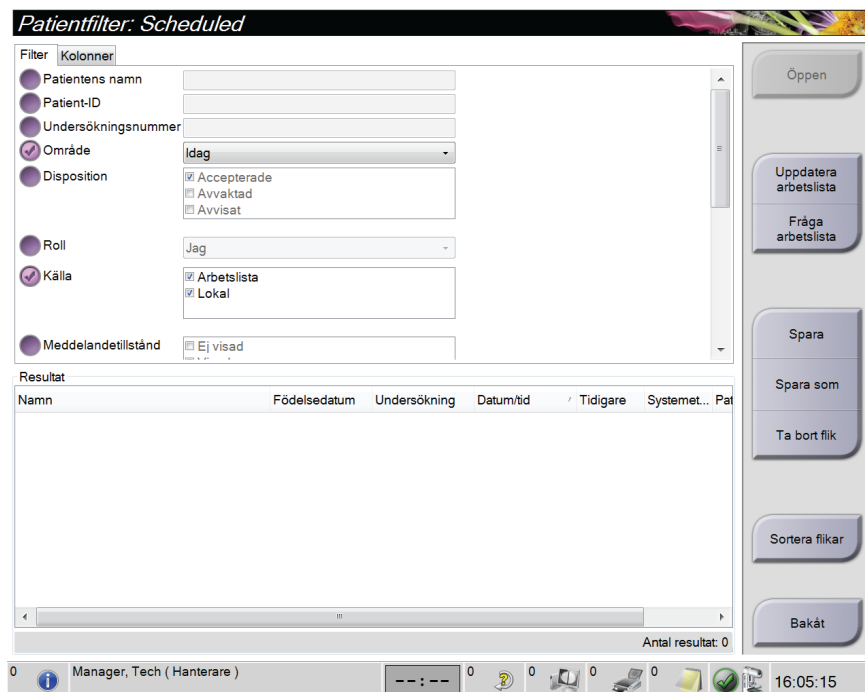 Patientfilter: Scheduled
Filter Kolonner
Patientens namn
Patient-ID
Undersökningsnummer
Område Idag
Disposition Accepterade
Avvaktad
Avvisat
Roll Jag
Källa Arbetslista
Lokal
Meddelandetillstånd Ej visad
Öppen
Uppdatera
arbetslista
Fråga
arbetslista
Spara
Spara som
Ta bort flik
Sortera flikar
Bakåt
Resultat
Namn Födelsedatum Undersökning Datum/tid Tidigare Systemet... Pat
Antal resultat: 0
0 Manager, Tech ( Hanterare ) --:-- 0 0 0 0 16:05:15